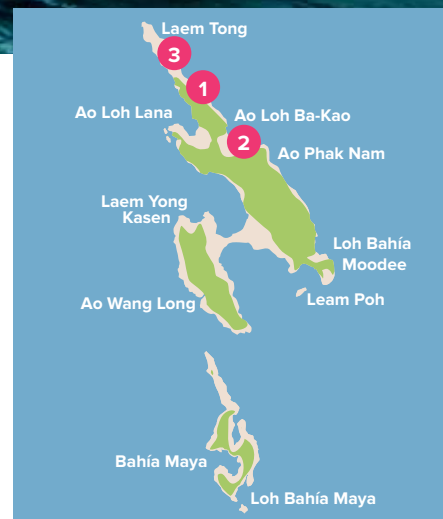 Laem Tong
3
1
Ao Loh Lana
Ao Loh Ba-Kao
2
Ao Phak Nam
Laem Yong
Kasen
Loh Bahía
Moodee
Ao Wang Long
Leam Poh
Bahía Maya
Loh Bahía Maya